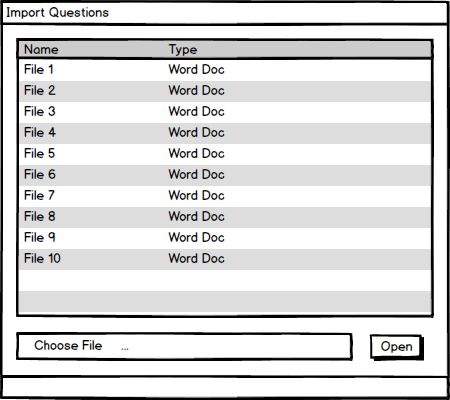 Import Questions
Name Type
File 1 Word Doc
File 2 Word Doc
File 3 Word Doc
File 4 Word Doc
File 5 Word Doc
File 6 Word Doc
File 7 Word Doc
File 8 Word Doc
File 9 Word Doc
File 10 Word Doc
Choose File ... Open